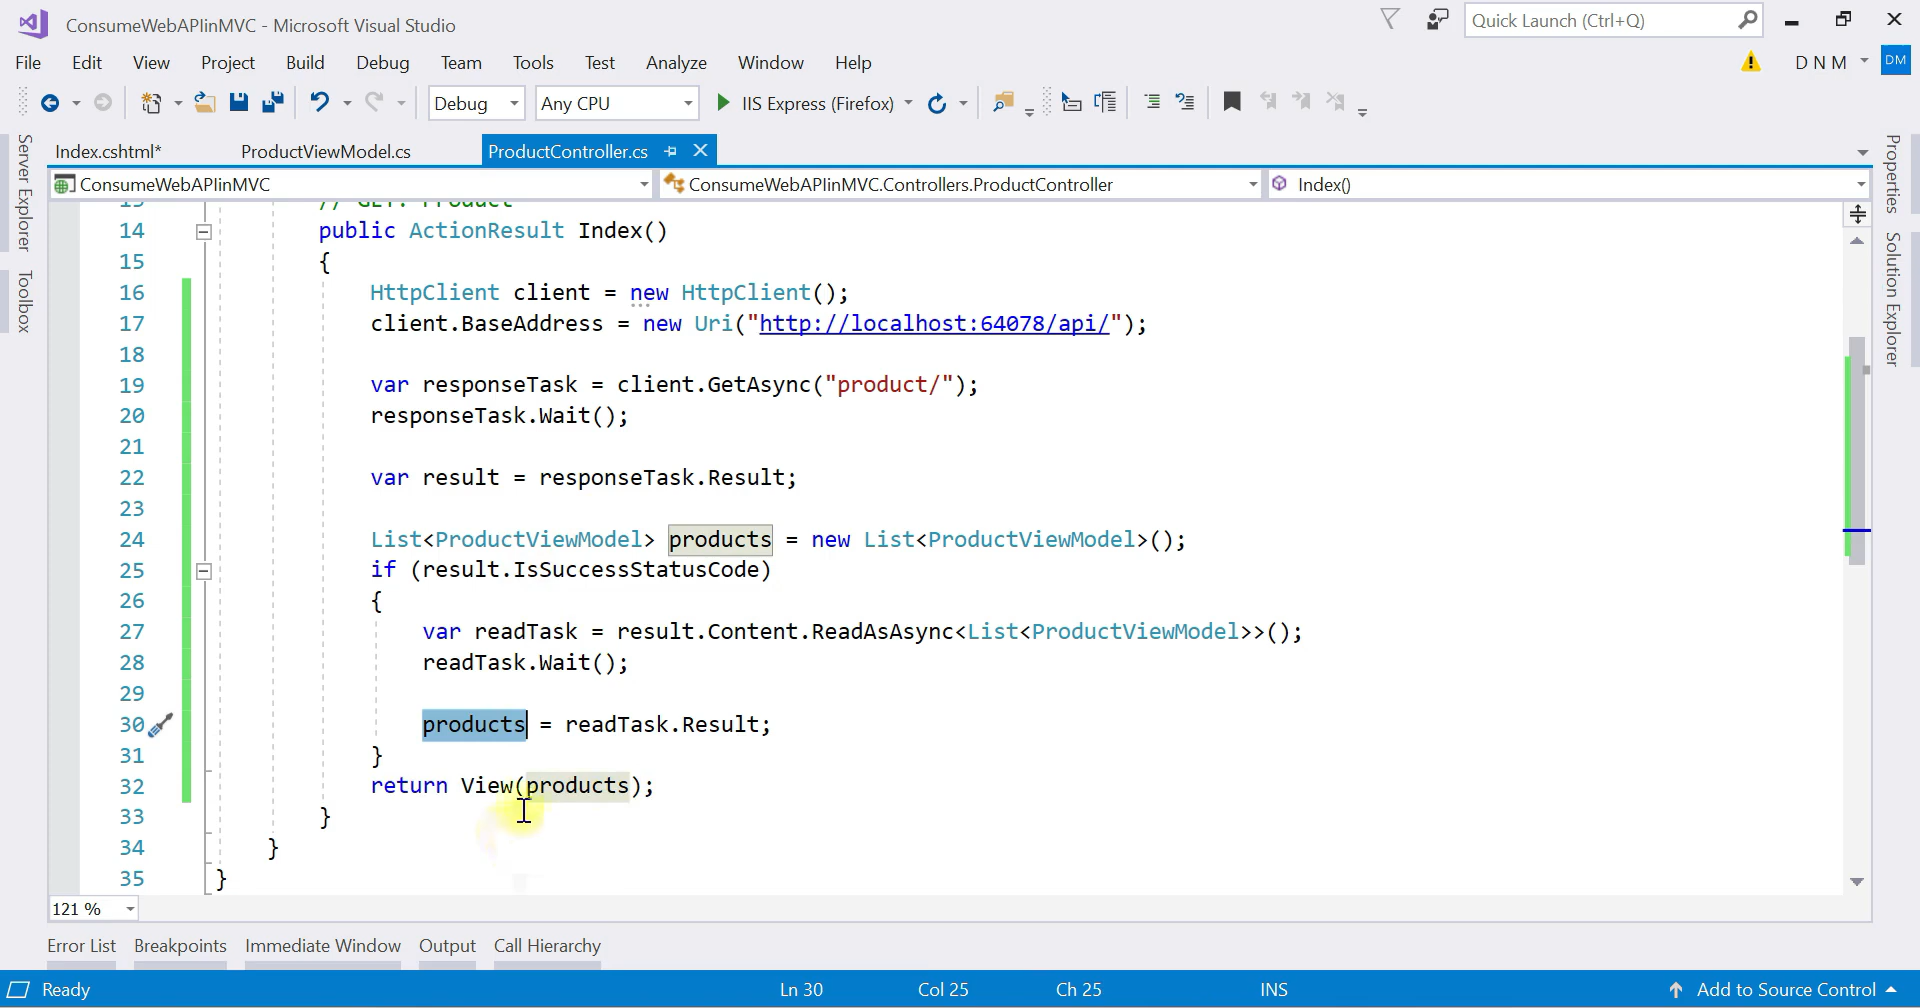 ConsumeWebAPIinMVC - Microsoft Visual Studio
Quick Launch (Ctrl+Q)
File Edit View Project Build Debug Team Tools Test Analyze Window Help
D N M DM
Debug Any CPU IIS Express (Firefox)
Server Explorer
Toolbox
Properties
Solution Explorer
Index.cshtml* ProductViewModel.cs ProductController.cs
ConsumeWebAPIinMVC ConsumeWebAPIinMVC.Controllers.ProductController Index()
13 // GET: Product
14 public ActionResult Index()
15 {
16 HttpClient client = new HttpClient();
17 client.BaseAddress = new Uri("http://localhost:64078/api/");
18
19 var responseTask = client.GetAsync("product/");
20 responseTask.Wait();
21
22 var result = responseTask.Result;
23
24 List<ProductViewModel> products = new List<ProductViewModel>();
25 if (result.IsSuccessStatusCode)
26 {
27 var readTask = result.Content.ReadAsAsync<List<ProductViewModel>>();
28 readTask.Wait();
29
30 products = readTask.Result;
31 }
32 return View(products);
33 }
34 }
35 }
121 %
Error List Breakpoints Immediate Window Output Call Hierarchy
Ready Ln 30 Col 25 Ch 25 INS Add to Source Control